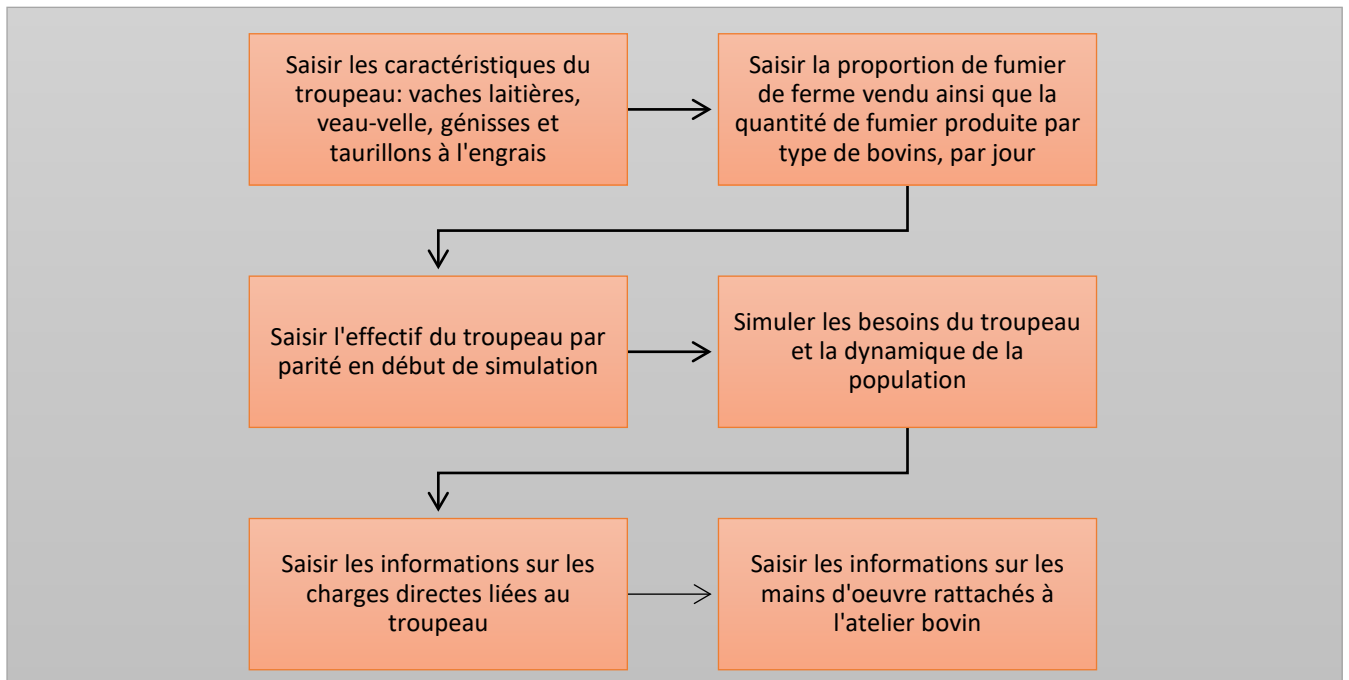 Saisir les caractéristiques du
troupeau: vaches laitières,
veau-velle, génisses et
taurillons à l'engrais
Saisir la proportion de fumier
de ferme vendu ainsi que la
quantité de fumier produite par
type de bovins, par jour
Saisir l'effectif du troupeau par
parité en début de simulation
Simuler les besoins du troupeau
et la dynamique de la
population
Saisir les informations sur les
charges directes liées au
troupeau
Saisir les informations sur les
mains d'oeuvre rattachés à
l'atelier bovin